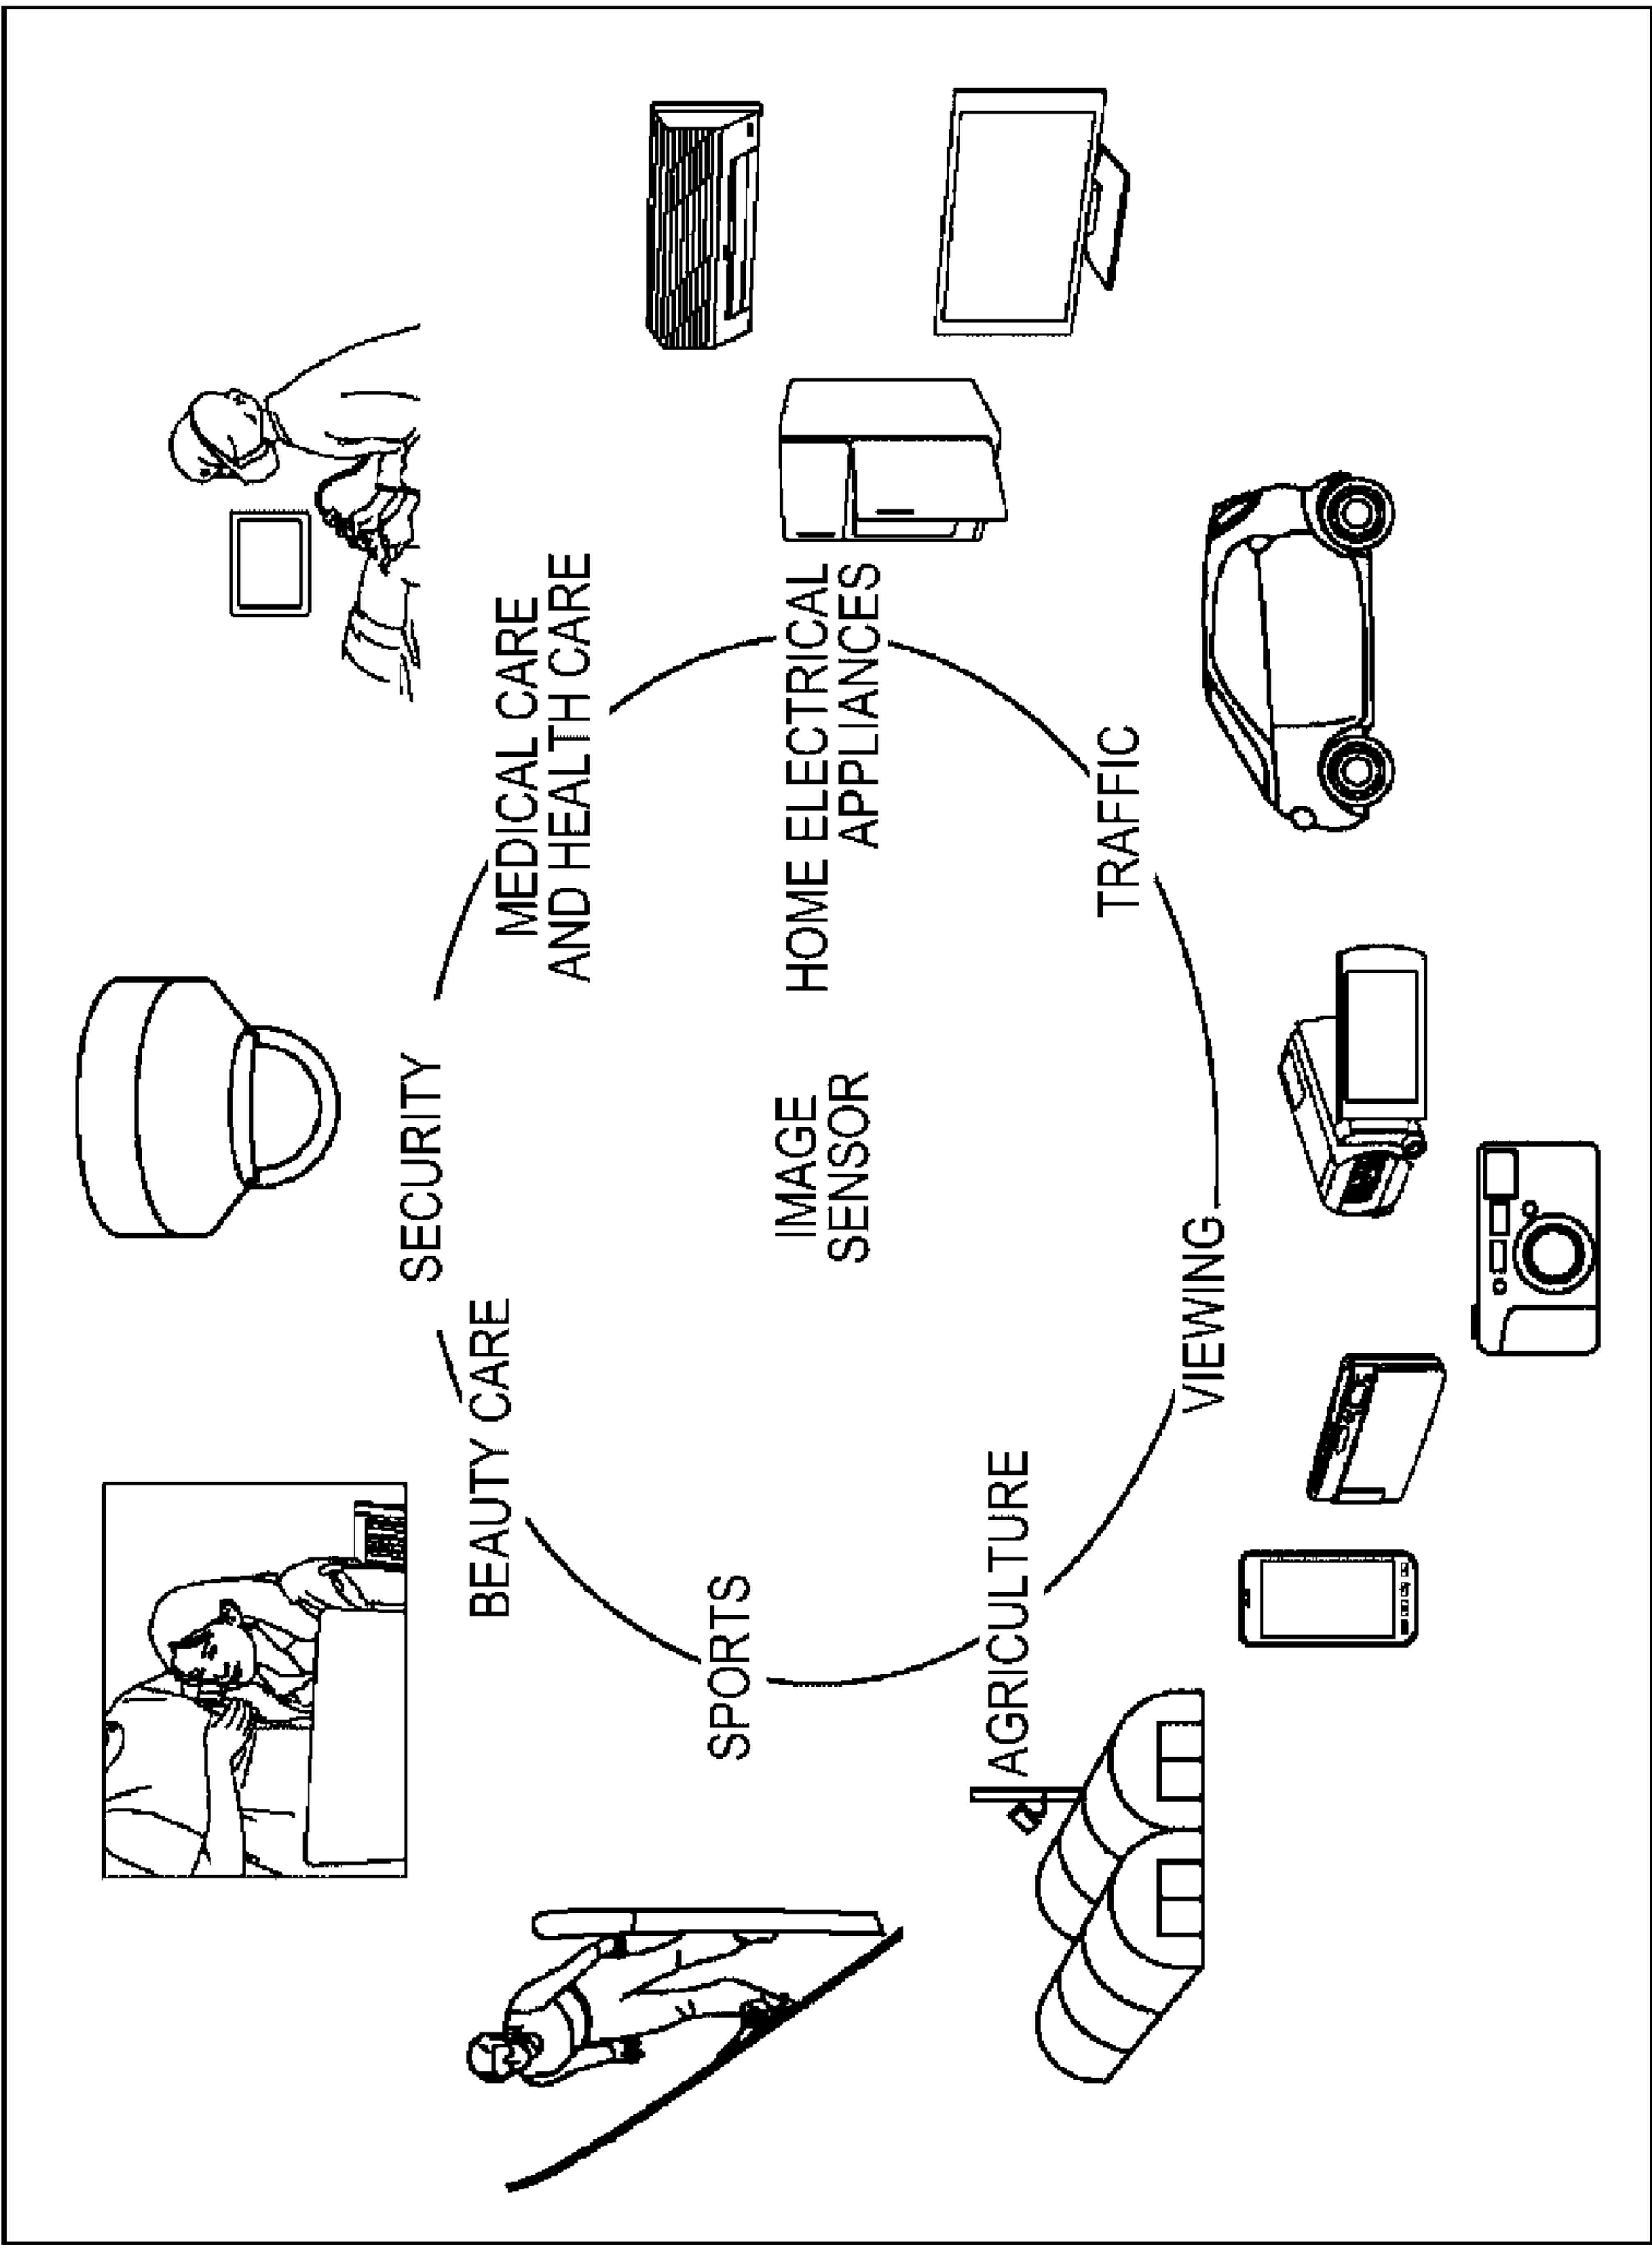 SECURITY
BEAUTY CARE
MEDICAL CARE
AND HEALTH CARE
SPORTS
IMAGE
SENSOR
HOME ELECTRICAL
APPLIANCES
AGRICULTURE
TRAFFIC
VIEWING